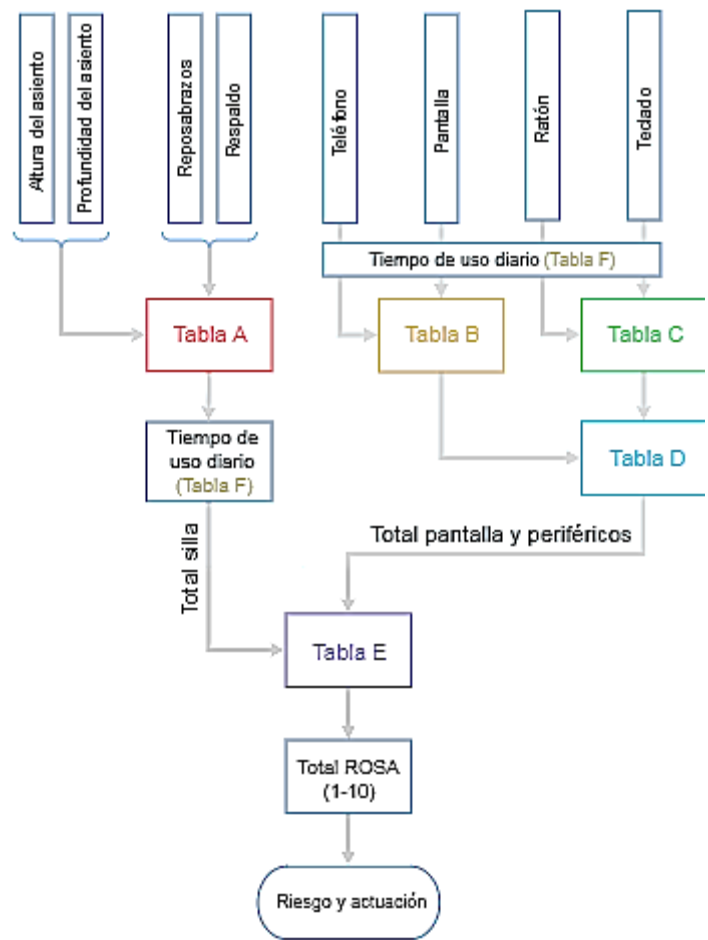 Altura del asiento
Profundidad del asiento
Reposabrazos
Respaldo
Teléfono
Pantalla
Ratón
Teclado
Tiempo de uso diario (Tabla F)
Tabla A
Tabla B
Tabla C
Tiempo de
uso diario
(Tabla F)
Tabla D
Total silla
Total pantalla y periféricos
Tabla E
Total ROSA
(1-10)
Riesgo y actuación